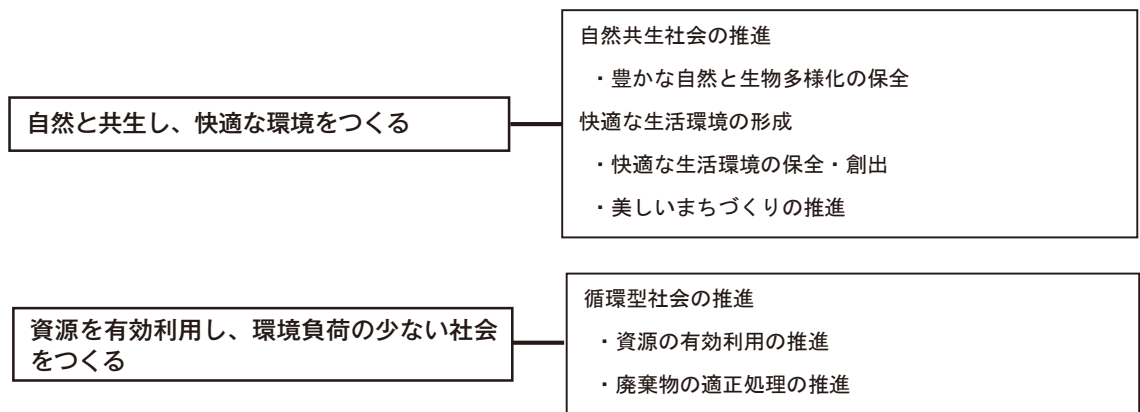 自然と共生し、快適な環境をつくる
自然共生社会の推進
・豊かな自然と生物多様化の保全
快適な生活環境の形成
・快適な生活環境の保全・創出
・美しいまちづくりの推進
資源を有効利用し、環境負荷の少ない社会
をつくる
循環型社会の推進
・資源の有効利用の推進
・廃棄物の適正処理の推進